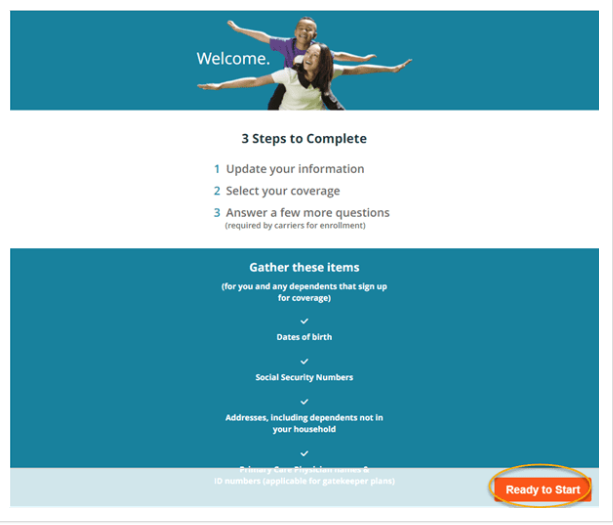 Welcome.
3 Steps to Complete
1 Update your information
2 Select your coverage
3 Answer a few more questions
(required by carriers for enrollment)
Gather these items
(for you and any dependents that sign up
for coverage)
Dates of birth
Social Security Numbers
Addresses, including dependents not in
your household
Primary Care Physician names &
ID numbers (applicable for gatekeeper plans)
Ready to Start